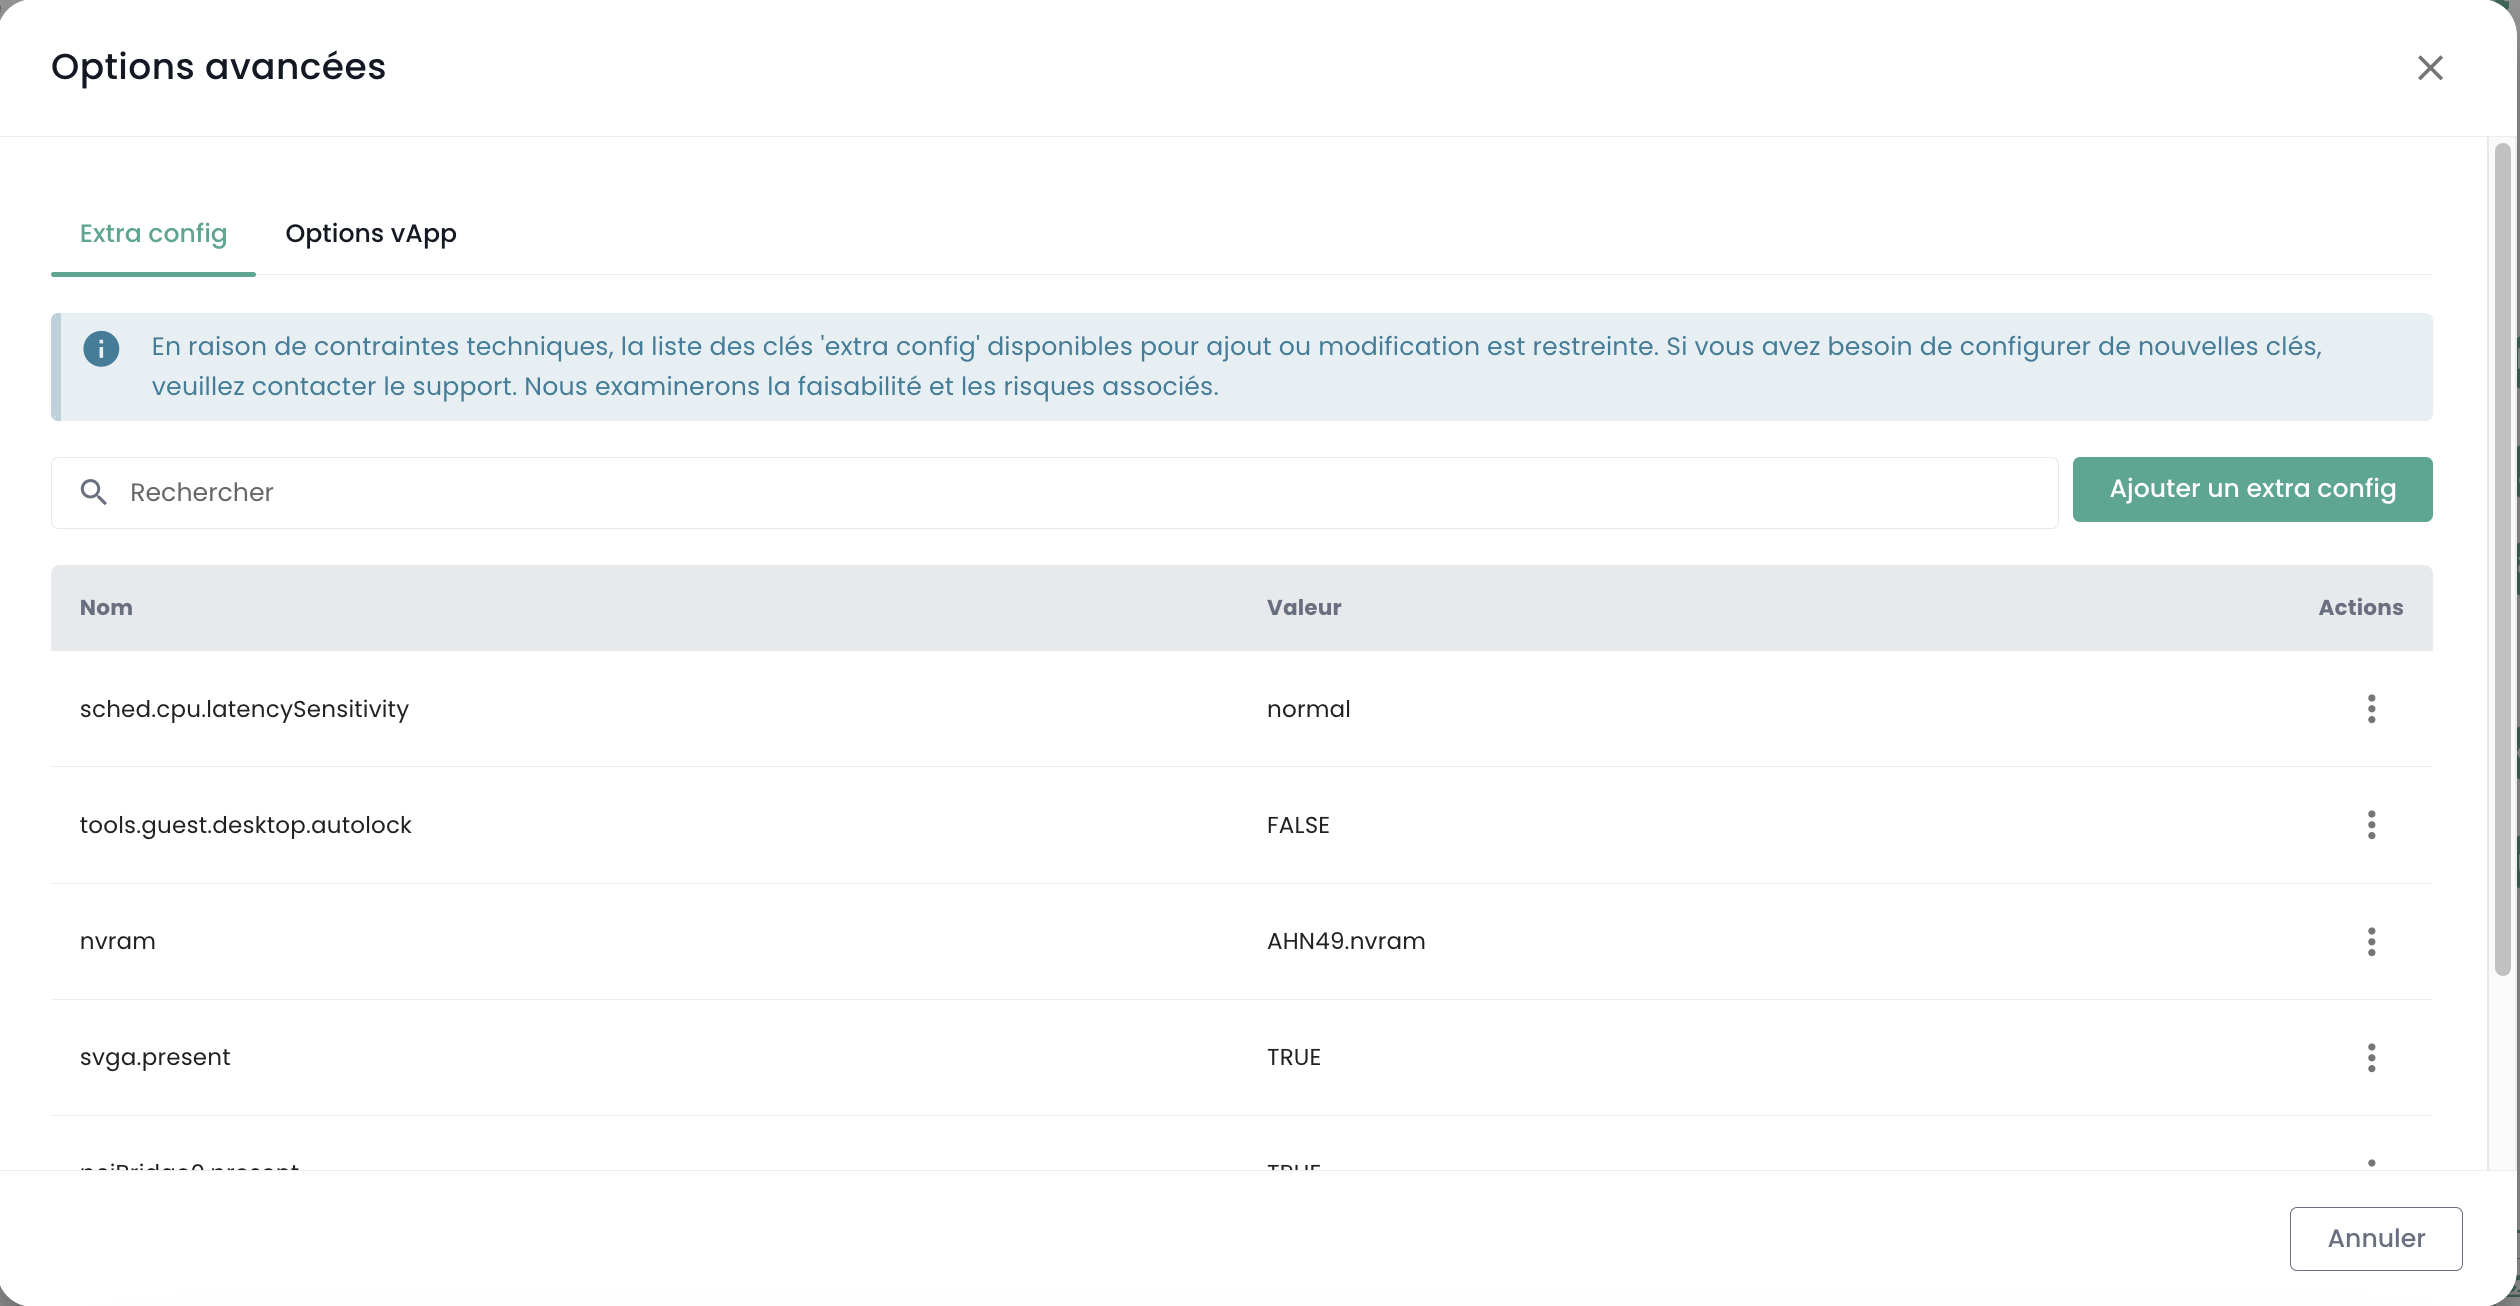 Options avancées
Extra config
Options vApp
En raison de contraintes techniques, la liste des clés 'extra config' disponibles pour ajout ou modification est restreinte. Si vous avez besoin de configurer de nouvelles clés,
veuillez contacter le support. Nous examinerons la faisabilité et les risques associés.
Rechercher
Ajouter un extra config
Nom Valeur Actions
sched.cpu.latencySensitivity normal
tools.guest.desktop.autolock FALSE
nvram AHN49.nvram
svga.present TRUE
pciBridge0.present TRUE
Annuler